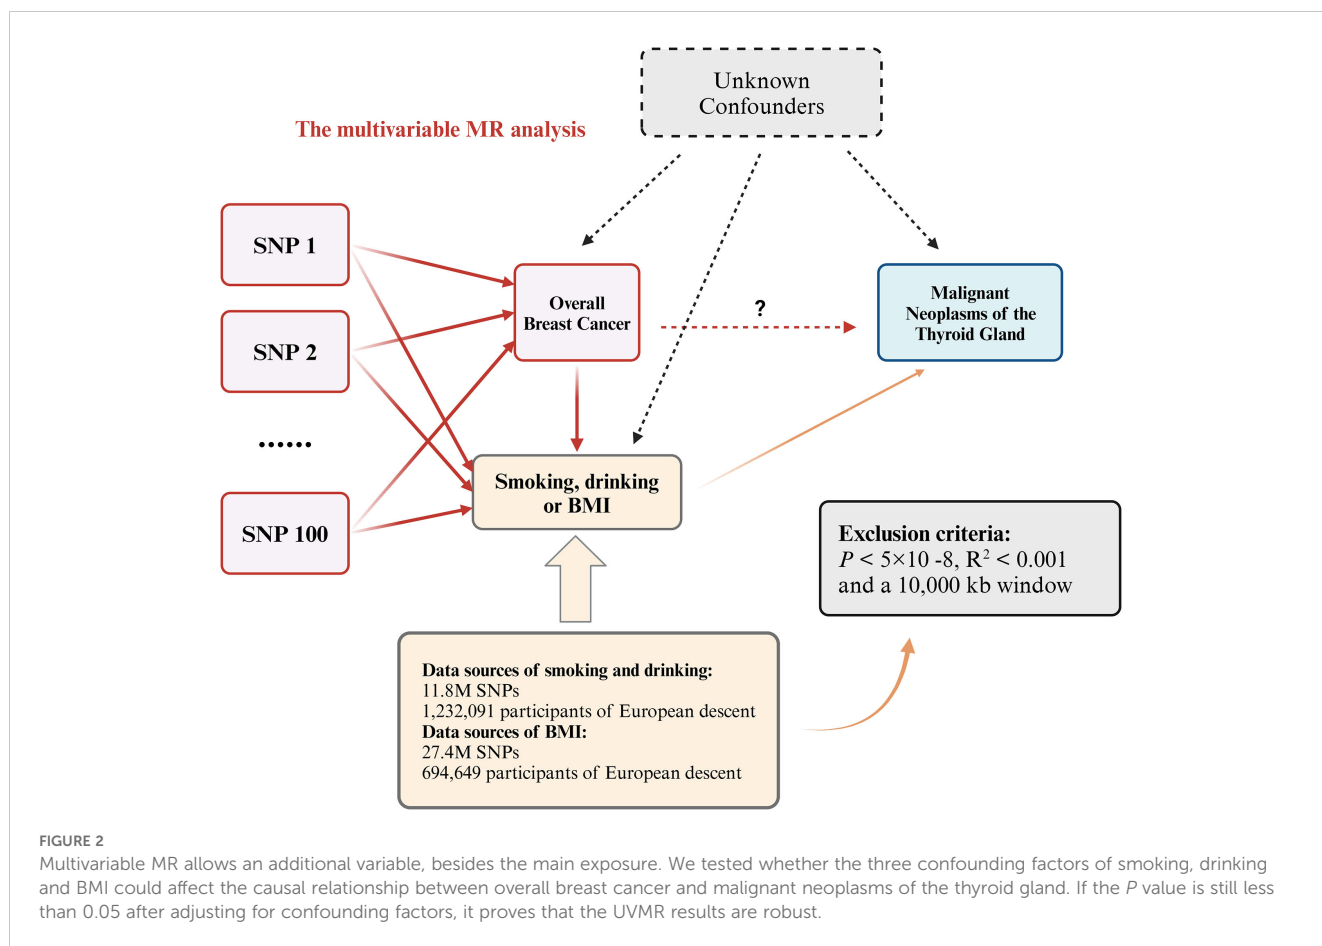 Unknown
Confounders
The multivariable MR analysis
SNP 1
SNP 2
......
SNP 100
Overall
Breast Cancer
?
Malignant
Neoplasms of the
Thyroid Gland
Smoking, drinking
or BMI
Exclusion criteria:
P < 5×10 -8, R² < 0.001
and a 10,000 kb window
Data sources of smoking and drinking:
11.8M SNPs
1,232,091 participants of European descent
Data sources of BMI:
27.4M SNPs
694,649 participants of European descent
FIGURE 2
Multivariable MR allows an additional variable, besides the main exposure. We tested whether the three confounding factors of smoking, drinking
and BMI could affect the causal relationship between overall breast cancer and malignant neoplasms of the thyroid gland. If the P value is still less
than 0.05 after adjusting for confounding factors, it proves that the UVMR results are robust.